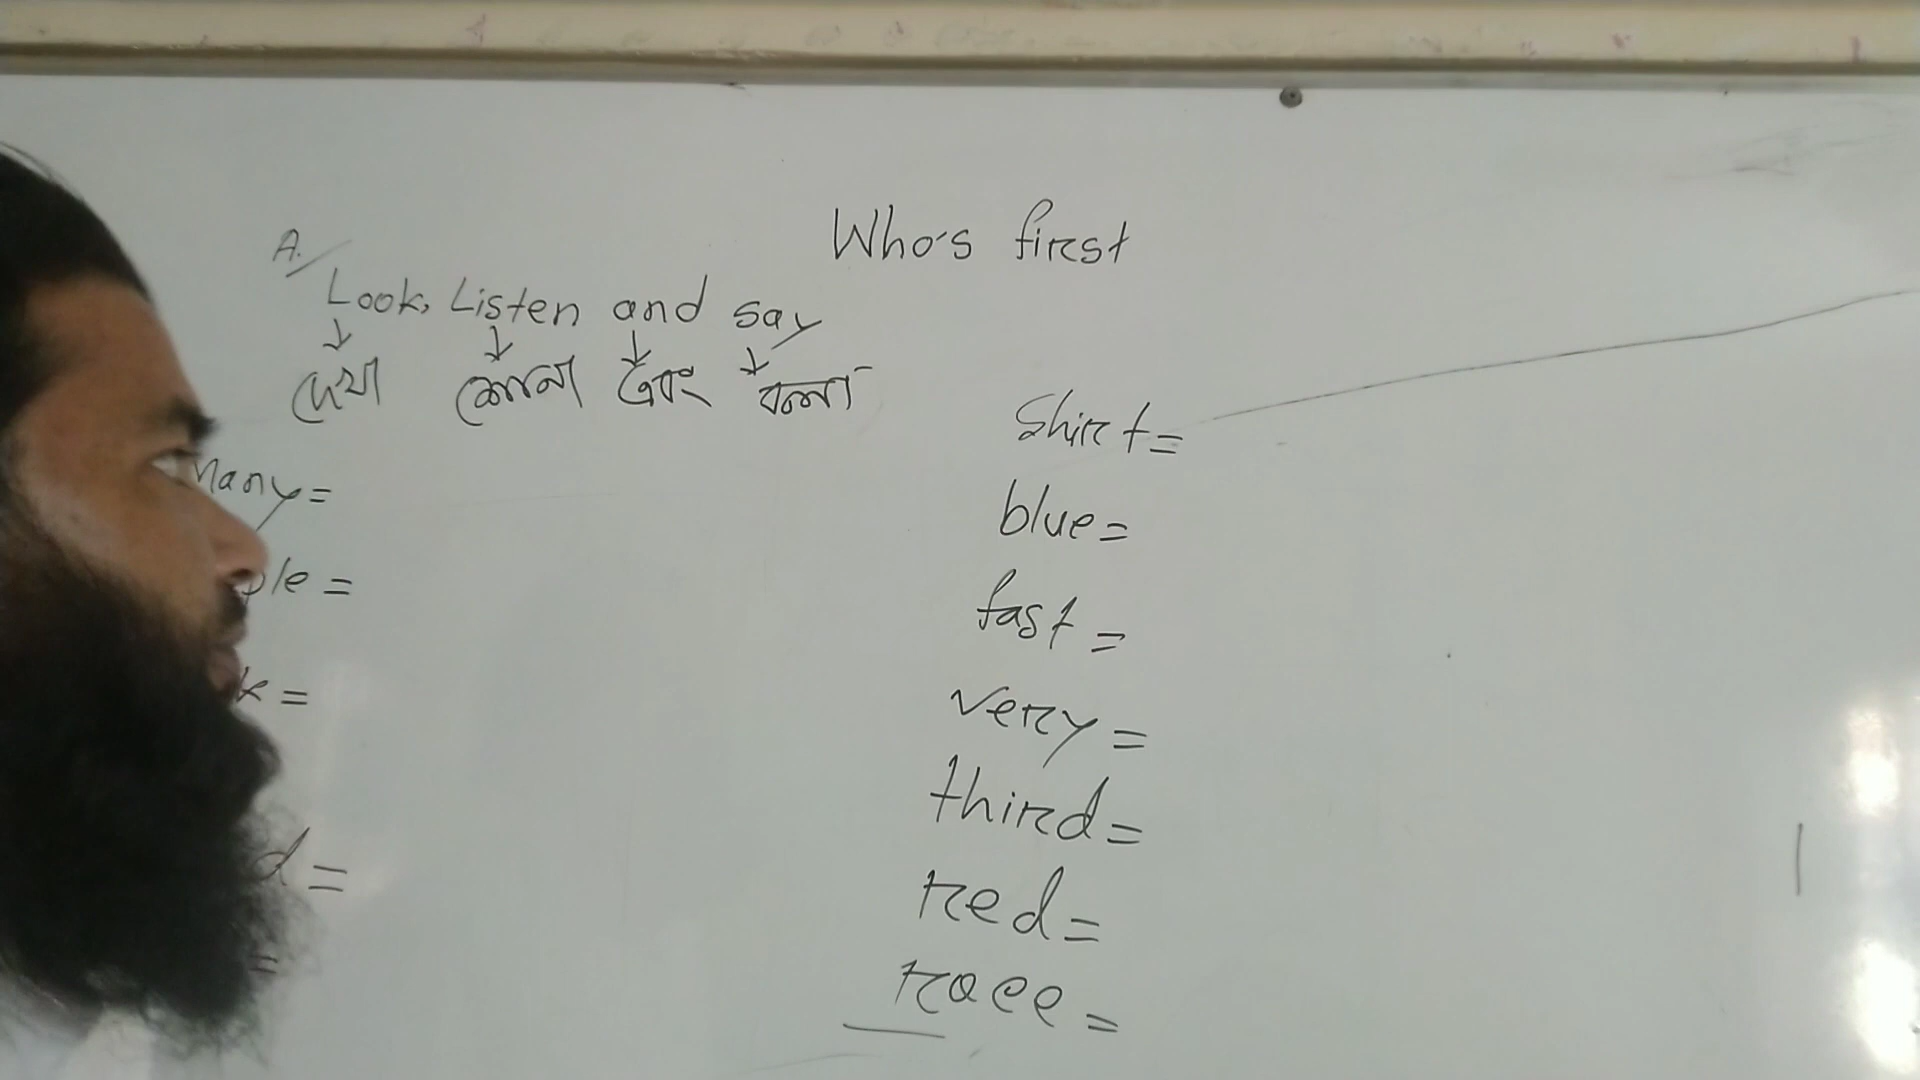 Who's first
A.
Look, Listen and say
দেখা শোনা এবং বলা
Many=
=
=
=
=
Shirt=
blue=
fast=
very=
third=
red=
race=